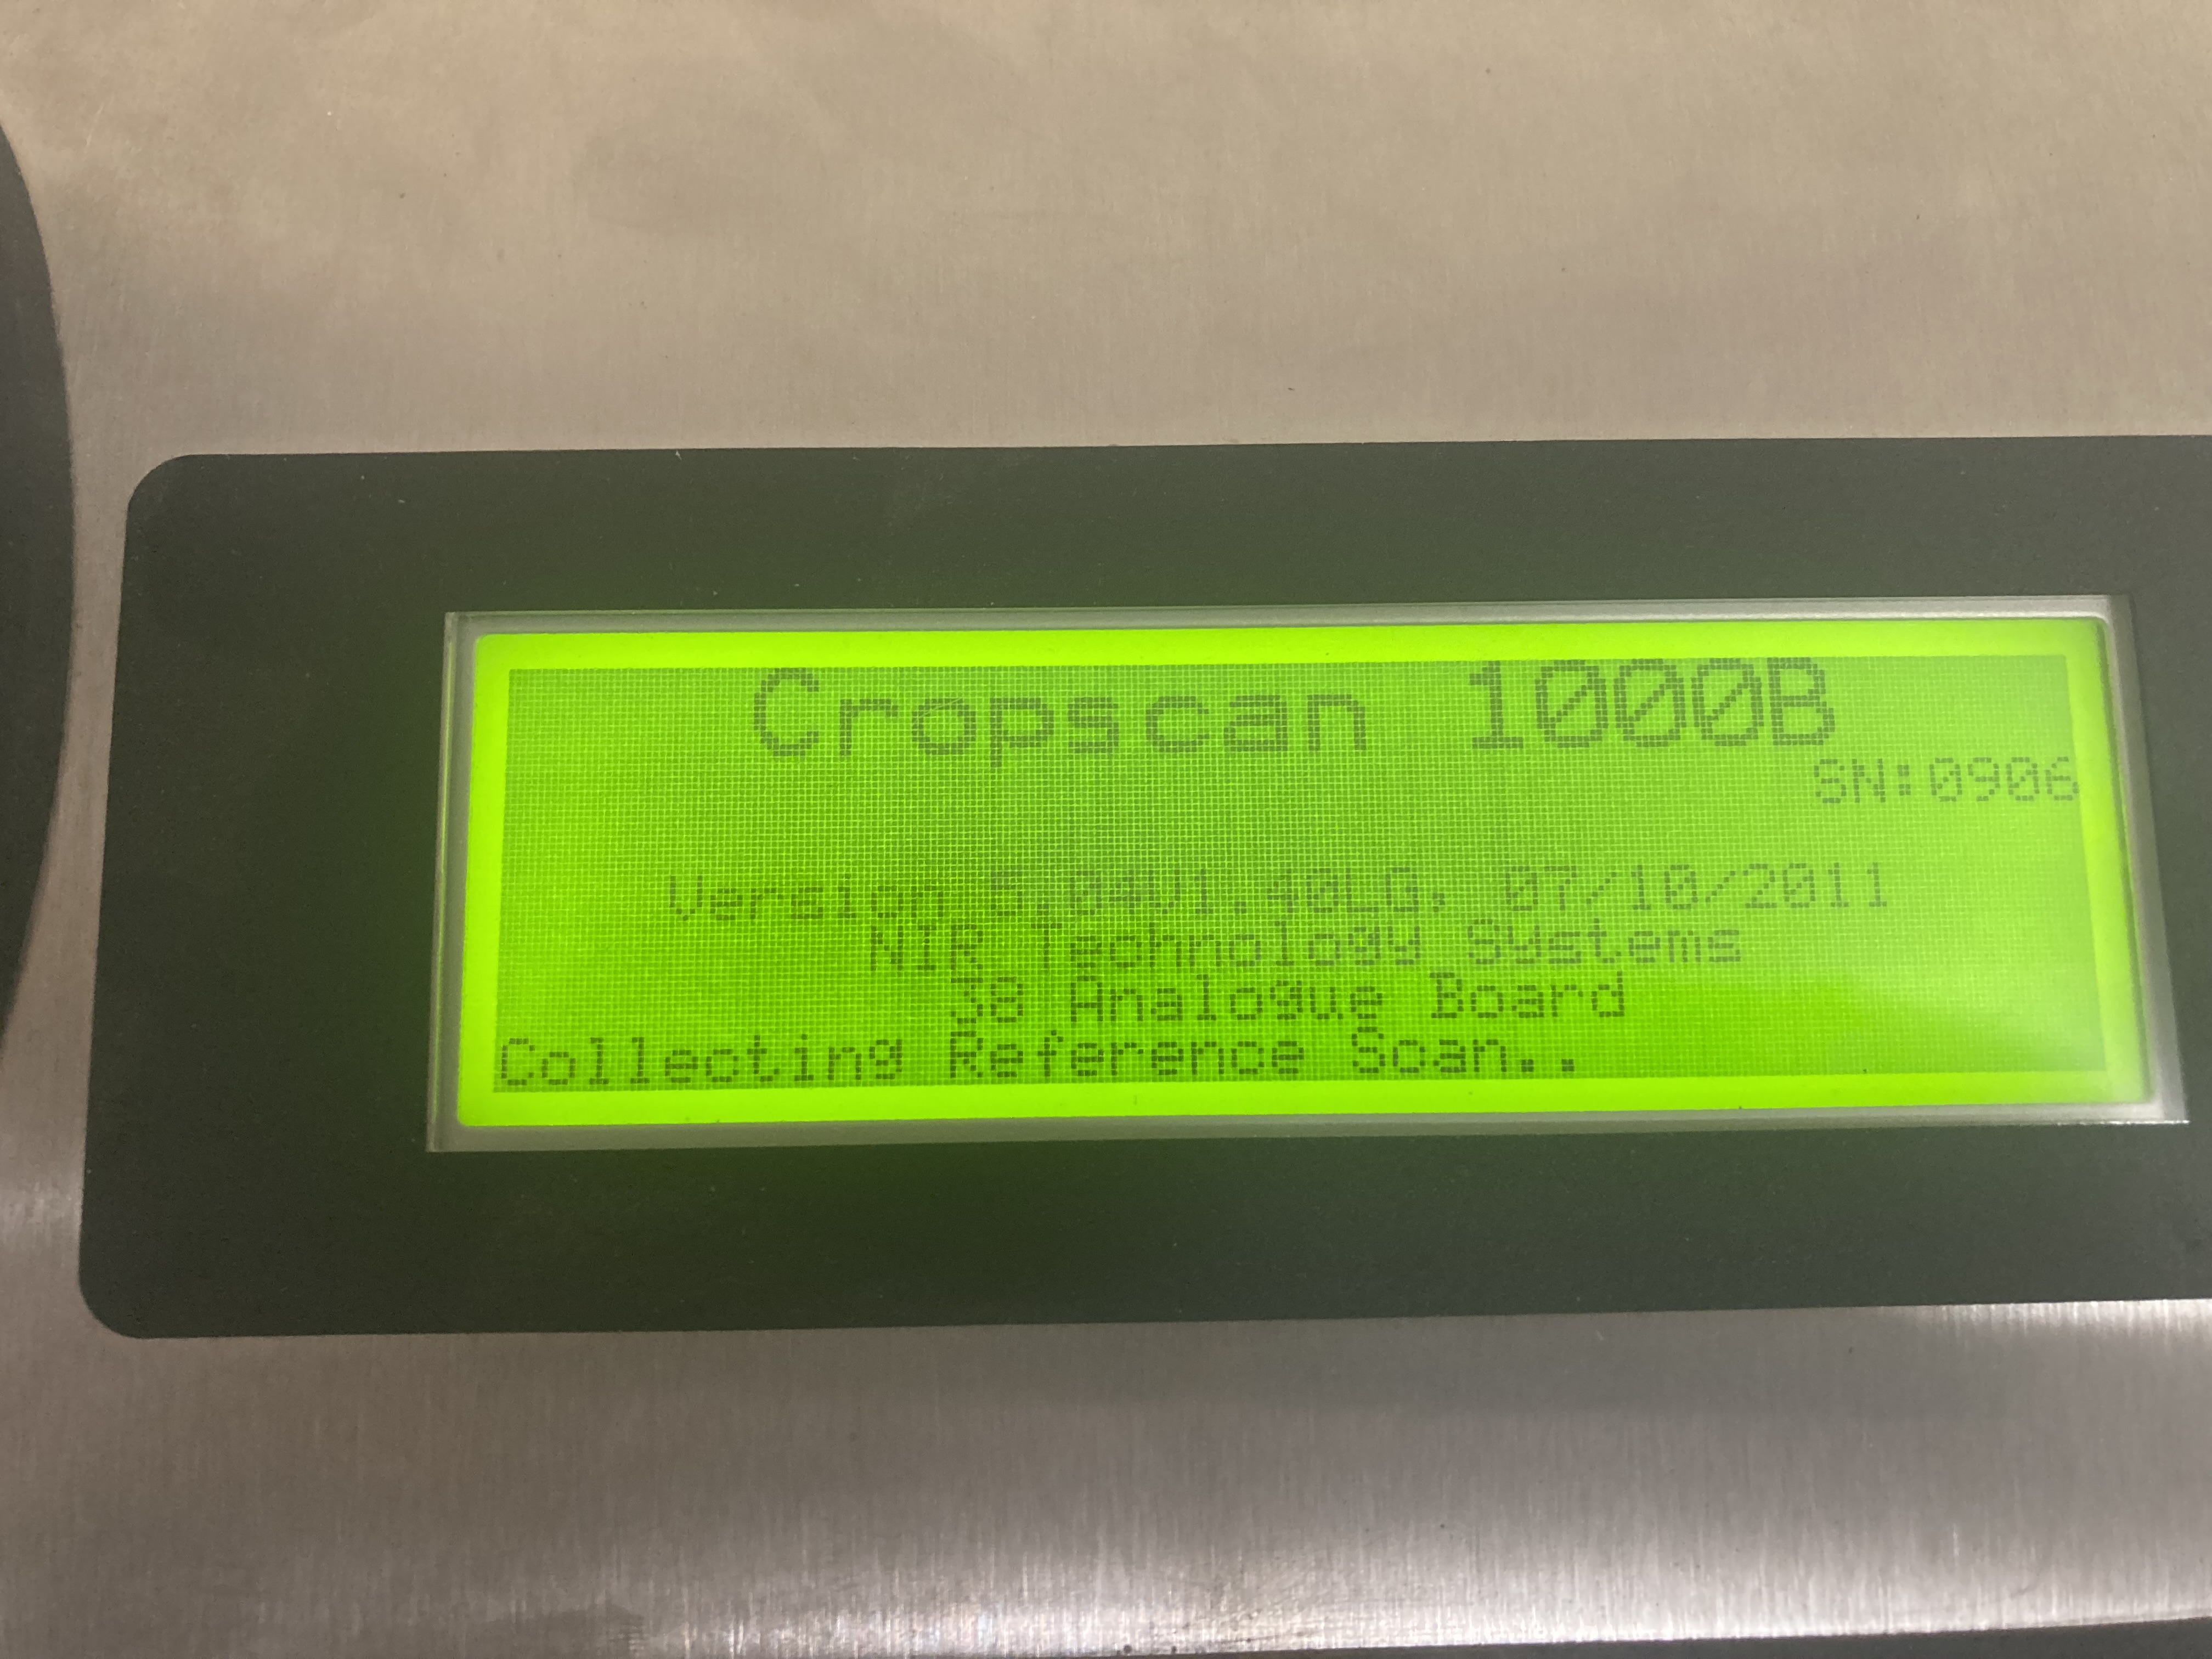 Cropscan 1000B
SN:0906
Version 5.04V1.40LG, 07/10/2011
NIR Technology Systems
38 Analogue Board
Collecting Reference Scan..